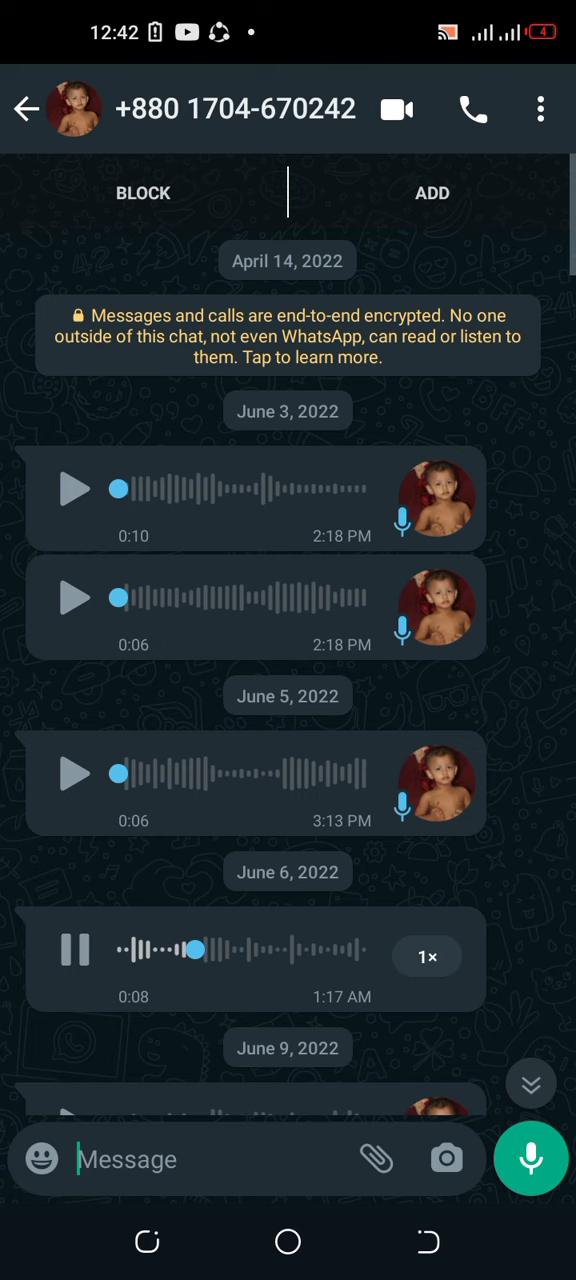 12:42
4
+880 1704-670242
BLOCK
ADD
April 14, 2022
Messages and calls are end-to-end encrypted. No one
outside of this chat, not even WhatsApp, can read or listen to
them. Tap to learn more.
June 3, 2022
0:10
2:18 PM
0:06
2:18 PM
June 5, 2022
0:06
3:13 PM
June 6, 2022
1×
0:08
1:17 AM
June 9, 2022
Message